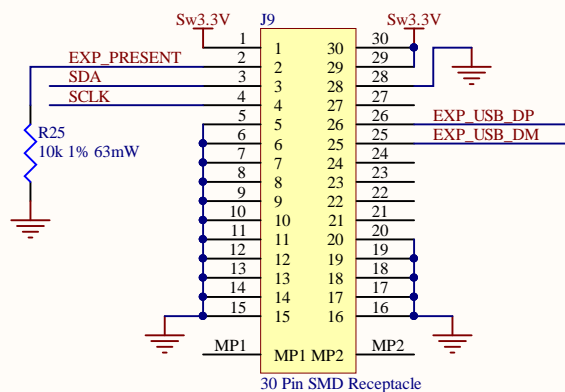 Sw3.3V J9 Sw3.3V
1 1 30 30
EXP_PRESENT 2 2 29 29
SDA 3 3 28 28
SCLK 4 4 27 27
5 5 26 26 EXP_USB_DP
6 6 25 25 EXP_USB_DM
R25 7 7 24 24
10k 1% 63mW 8 8 23 23
9 9 22 22
10 10 21 21
11 11 20 20
12 12 19 19
13 13 18 18
14 14 17 17
15 15 16 16
MP1 MP1 MP2 MP2
30 Pin SMD Receptacle